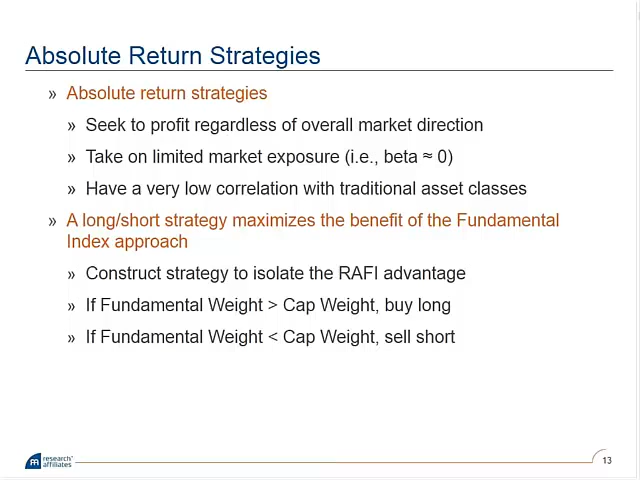 Absolute Return Strategies
» Absolute return strategies
» Seek to profit regardless of overall market direction
» Take on limited market exposure (i.e., beta ≈ 0)
» Have a very low correlation with traditional asset classes
» A long/short strategy maximizes the benefit of the Fundamental
Index approach
» Construct strategy to isolate the RAFI advantage
» If Fundamental Weight > Cap Weight, buy long
» If Fundamental Weight < Cap Weight, sell short
research
affiliates
13